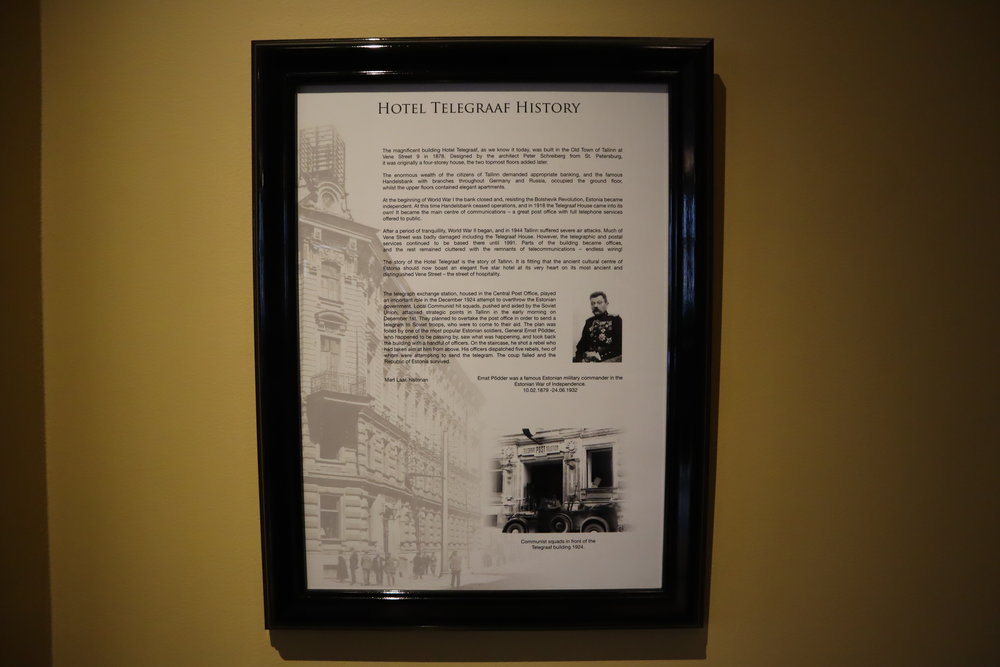 HOTEL TELEGRAAF HISTORY
The magnificent building Hotel Telegraaf, as we know it today, was built in the Old Town of Tallinn at
Vene Street 9 in 1878. Designed by the architect Peter Schreiberg from St. Petersburg,
it was originally a four-storey house, the two topmost floors added later.
The enormous wealth of the citizens of Tallinn demanded appropriate banking, and the famous
Handelsbank with branches throughout Germany and Russia, occupied the ground floor,
whilst the upper floors contained elegant apartments.
At the beginning of World War I the bank closed and, resisting the Bolshevik Revolution, Estonia became
independent. At this time Handelsbank ceased operations, and in 1918 the Telegraaf House came into its
own! It became the main centre of communications – a great post office with full telephone services
offered to public.
After a period of tranquillity, World War II began, and in 1944 Tallinn suffered severe air attacks. Much of
Vene Street was badly damaged including the Telegraaf House. However, the telegraphic and postal
services continued to be based there until 1991. Parts of the building became offices,
and the rest remained cluttered with the remnants of telecommunications – endless wiring!
The story of the Hotel Telegraaf is the story of Tallinn. It is fitting that the ancient cultural centre of
Estonia should now boast an elegant five star hotel at its very heart on its most ancient and
distinguished Vene Street – the street of hospitality.
The telegraph exchange station, housed in the Central Post Office, played
an important role in the December 1924 attempt to overthrow the Estonian
government. Local Communist hit squads, pushed and aided by the Soviet
Union, attacked strategic points in Tallinn in the early morning on
December 1st. They planned to overtake the post office in order to send a
telegram to Soviet troops, who were to come to their aid. The plan was
foiled by one of the most popular Estonian soldiers, General Ernst Põdder,
who happened to be passing by, saw what was happening, and took back
the building with a handful of officers. On the staircase, he shot a rebel who
had taken aim at him from above. His officers dispatched five rebels, two of
whom were attempting to send the telegram. The coup failed and the
Republic of Estonia survived.
Mart Laar, historian
Ernst Põdder was a famous Estonian military commander in the
Estonian War of Independence.
10.02.1879 -24.06.1932
POST
Communist squads in front of the
Telegraaf building 1924.